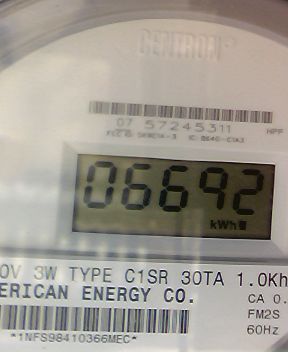 CENTRON
07 57245311 HPF
06692
kWh
0V 3W TYPE C1SR 30TA 1.0Kh
ERICAN ENERGY CO.
CA 0.
FM2S
*1NFS98410366MEC*
60Hz